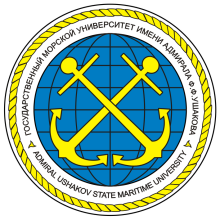 ГОСУДАРСТВЕННЫЙ МОРСКОЙ УНИВЕРСИТЕТ ИМЕНИ АДМИРАЛА Ф.Ф.УШАКОВА
ADMIRAL USHAKOV STATE MARITIME UNIVERSITY